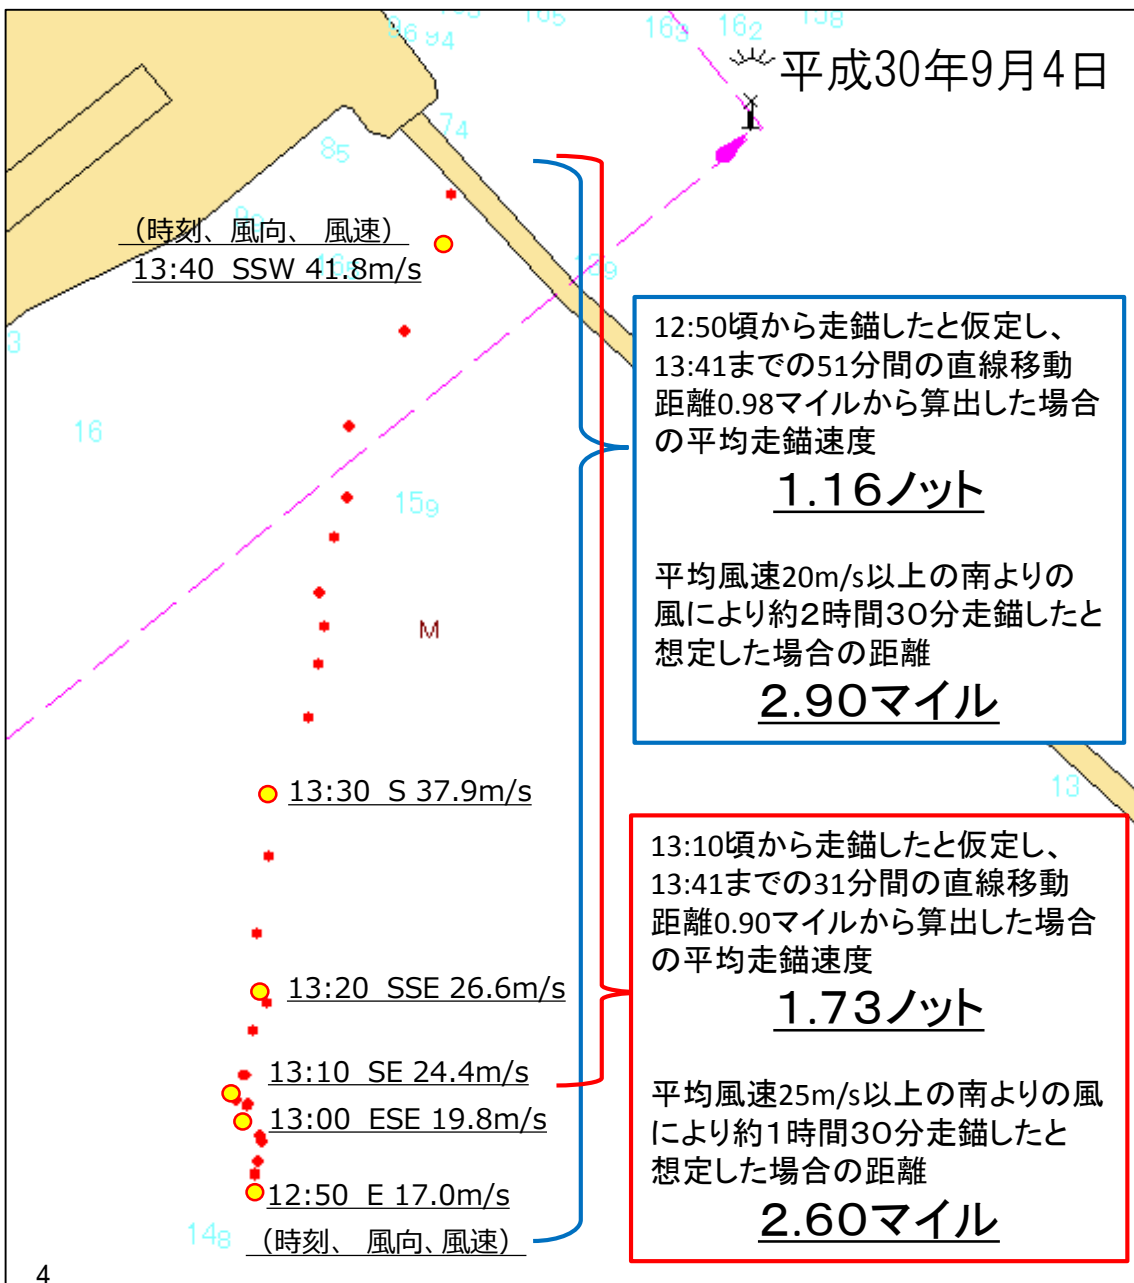 94
165
163
162
158
平成30年9月4日
74
85
（時刻、風向、 風速）
13:40 SSW 41.8m/s
139
3
16
159
M
12:50頃から走錨したと仮定し、
13:41までの51分間の直線移動
距離0.98マイルから算出した場合
の平均走錨速度
1.16ノット
平均風速20m/s以上の南よりの
風により約２時間３０分走錨したと
想定した場合の距離
2.90マイル
13:30 S 37.9m/s
13
13:10頃から走錨したと仮定し、
13:41までの31分間の直線移動
距離0.90マイルから算出した場合
の平均走錨速度
1.73ノット
平均風速25m/s以上の南よりの風
により約１時間３０分走錨したと
想定した場合の距離
2.60マイル
13:20 SSE 26.6m/s
13:10 SE 24.4m/s
13:00 ESE 19.8m/s
12:50 E 17.0m/s
148
（時刻、 風向、風速）
4